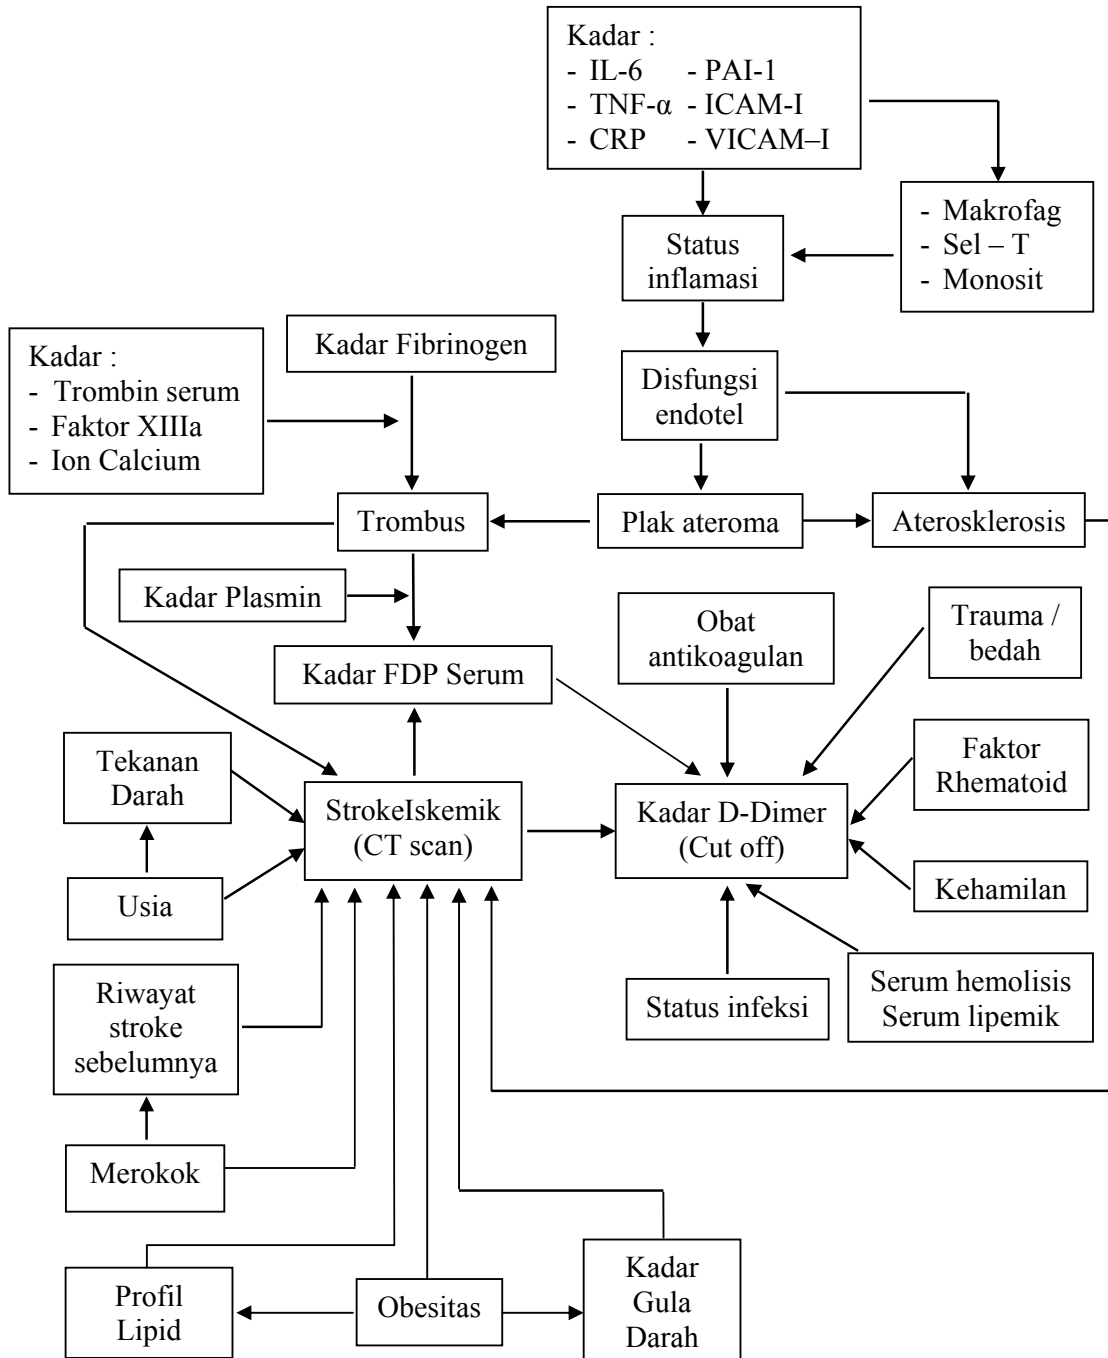 Kadar :
- IL-6 - PAI-1
- TNF-α - ICAM-I
- CRP - VICAM–I
- Makrofag
- Sel – T
- Monosit
Status
inflamasi
Kadar :
- Trombin serum
- Faktor XIIIa
- Ion Calcium
Kadar Fibrinogen
Disfungsi
endotel
Trombus
Plak ateroma
Aterosklerosis
Kadar Plasmin
Obat
antikoagulan
Trauma /
bedah
Kadar FDP Serum
Tekanan
Darah
StrokeIskemik
(CT scan)
Kadar D-Dimer
(Cut off)
Faktor
Rhematoid
Usia
Kehamilan
Riwayat
stroke
sebelumnya
Status infeksi
Serum hemolisis
Serum lipemik
Merokok
Profil
Lipid
Obesitas
Kadar
Gula
Darah